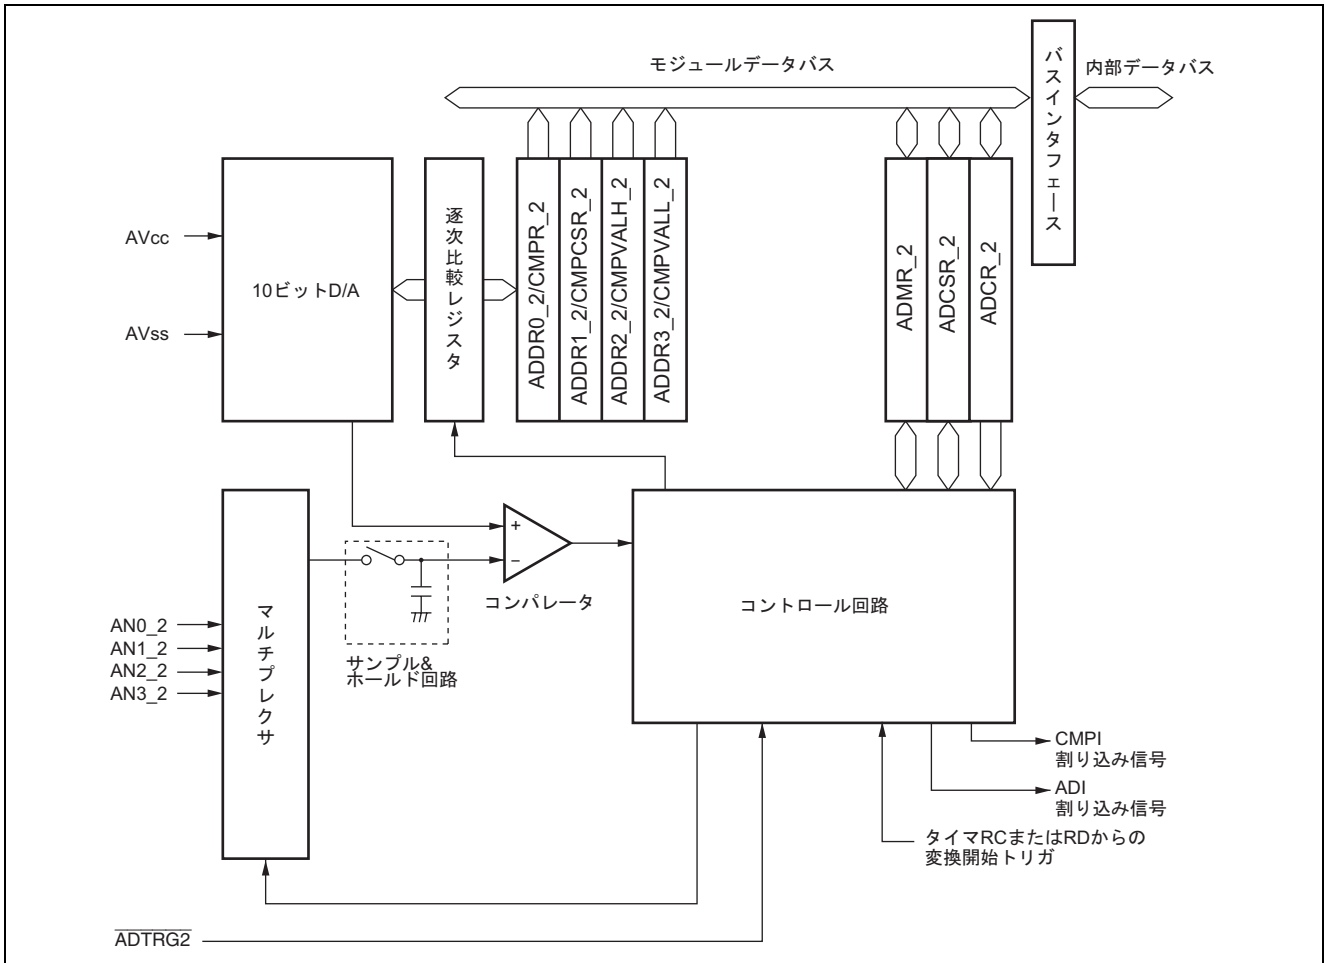 モジュールデータバス
バスインタフェース
内部データバス
AVcc
AVss
10ビットD/A
逐次比較レジスタ
ADDR0_2/CMPR_2
ADDR1_2/CMPCSR_2
ADDR2_2/CMPVALH_2
ADDR3_2/CMPVALL_2
ADMR_2
ADCSR_2
ADCR_2
+
−
コンパレータ
コントロール回路
サンプル&
ホールド回路
マルチプレクサ
AN0_2
AN1_2
AN2_2
AN3_2
CMPI
割り込み信号
ADI
割り込み信号
タイマRCまたはRDからの
変換開始トリガ
ADTRG2